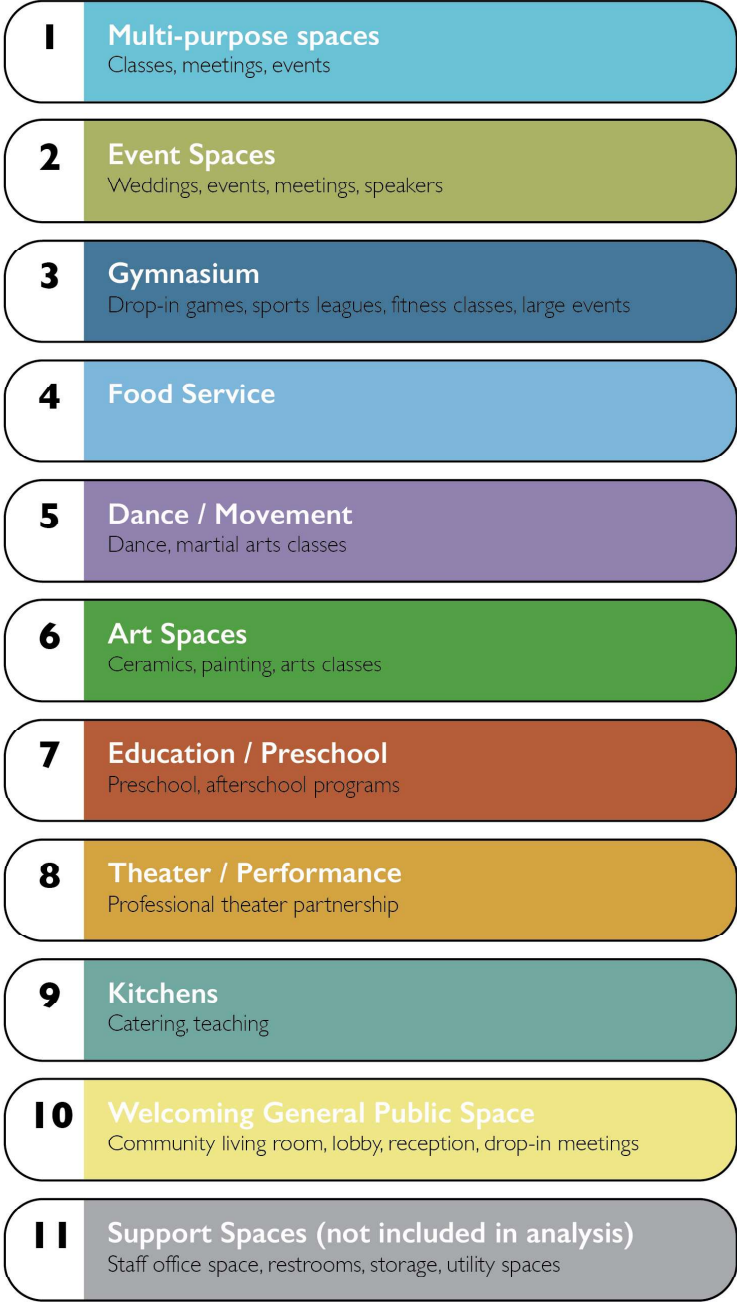 1
Multi-purpose spaces
Classes, meetings, events
2
Event Spaces
Weddings, events, meetings, speakers
3
Gymnasium
Drop-in games, sports leagues, fitness classes, large events
4
Food Service
5
Dance / Movement
Dance, martial arts classes
6
Art Spaces
Ceramics, painting, arts classes
7
Education / Preschool
Preschool, afterschool programs
8
Theater / Performance
Professional theater partnership
9
Kitchens
Catering, teaching
10
Welcoming General Public Space
Community living room, lobby, reception, drop-in meetings
11
Support Spaces (not included in analysis)
Staff office space, restrooms, storage, utility spaces